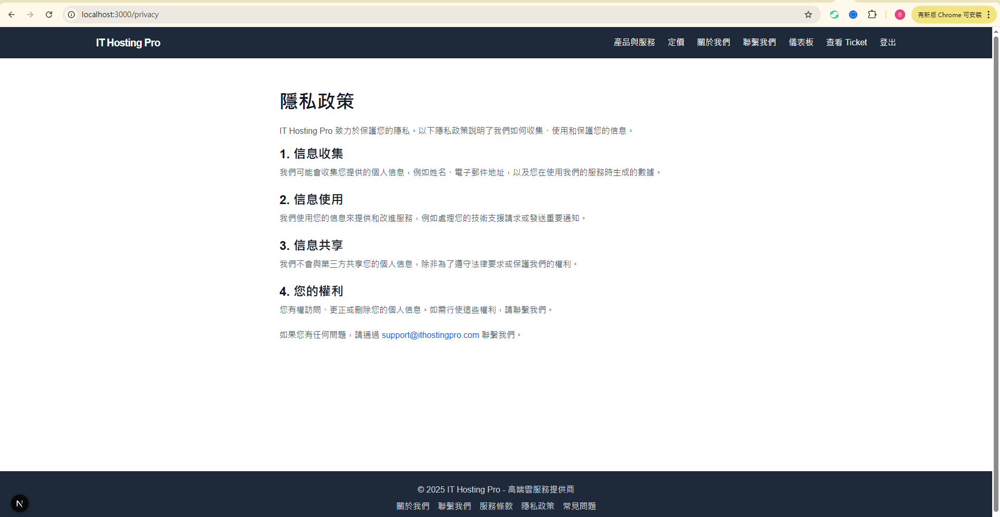 localhost:3000/privacy
B
有新版 Chrome 可安裝
IT Hosting Pro
產品與服務 定價 關於我們 聯繫我們 儀表板 查看 Ticket 登出
隱私政策
IT Hosting Pro 致力於保護您的隱私。以下隱私政策說明了我們如何收集、使用和保護您的信息。
1. 信息收集
我們可能會收集您提供的個人信息，例如姓名、電子郵件地址，以及您在使用我們的服務時生成的數據。
2. 信息使用
我們使用您的信息來提供和改進服務，例如處理您的技術支援請求或發送重要通知。
3. 信息共享
我們不會與第三方共享您的個人信息，除非為了遵守法律要求或保護我們的權利。
4. 您的權利
您有權訪問、更正或刪除您的個人信息。如需行使這些權利，請聯繫我們。
如果您有任何問題，請通過 support@ithostingpro.com 聯繫我們。
© 2025 IT Hosting Pro - 高端雲服務提供商
關於我們 聯繫我們 服務條款 隱私政策 常見問題
N